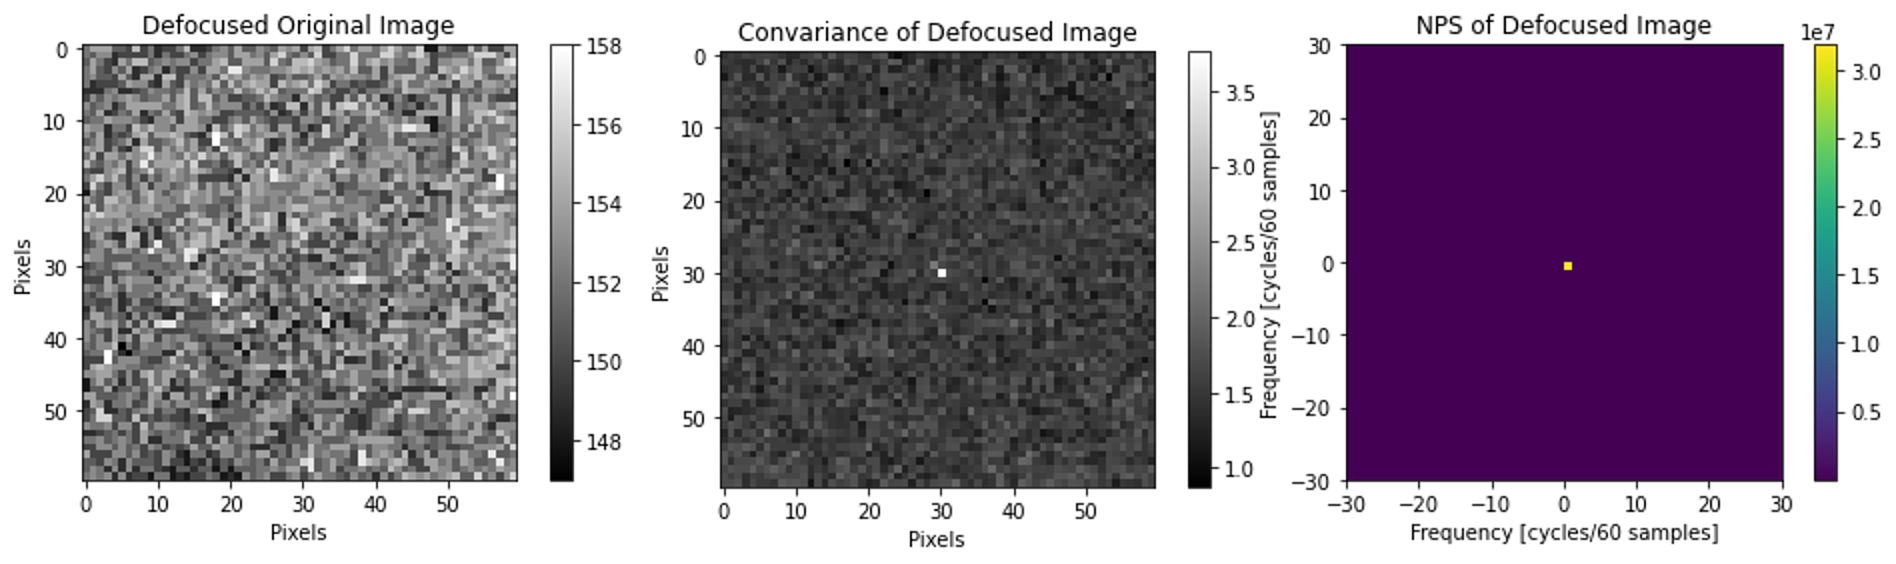 Defocused Original Image
0
10
20
30
40
50
Pixels
0 10 20 30 40 50
Pixels
158
156
154
152
150
148
Convariance of Defocused Image
0
10
20
30
40
50
Pixels
0 10 20 30 40 50
Pixels
3.5
3.0
2.5
2.0
1.5
1.0
NPS of Defocused Image
30
20
10
0
−10
−20
−30
Frequency [cycles/60 samples]
−30 −20 −10 0 10 20 30
Frequency [cycles/60 samples]
1e7
3.0
2.5
2.0
1.5
1.0
0.5